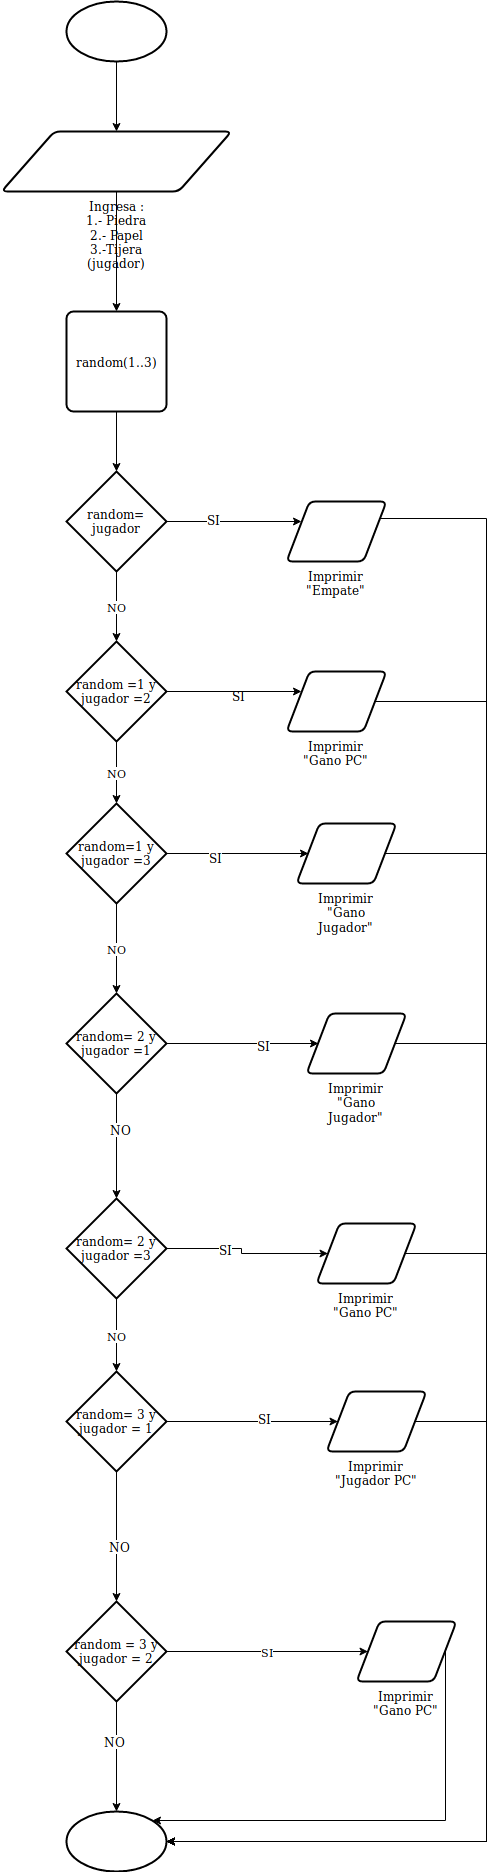 Ingresa :
1.- Piedra
2.- Papel
3.-Tijera
(jugador)
random(1..3)
random=
jugador
SI
Imprimir
"Empate"
NO
random =1 y
jugador =2
SI
Imprimir
"Gano PC"
NO
random=1 y
jugador =3
SI
Imprimir
"Gano
Jugador"
NO
random= 2 y
jugador =1
SI
Imprimir
"Gano
Jugador"
NO
random= 2 y
jugador =3
SI
Imprimir
"Gano PC"
NO
random= 3 y
jugador = 1
SI
Imprimir
"Jugador PC"
NO
random = 3 y
jugador = 2
SI
Imprimir
"Gano PC"
NO